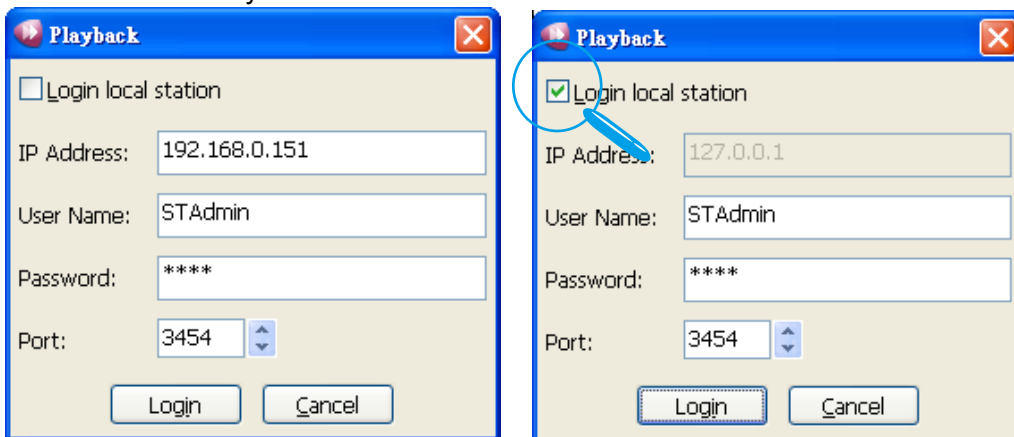 Playback
Login local station
IP Address: 192.168.0.151
User Name: STAdmin
Password: ****
Port: 3454
Login Cancel
Playback
Login local station
IP Address: 127.0.0.1
User Name: STAdmin
Password: ****
Port: 3454
Login Cancel